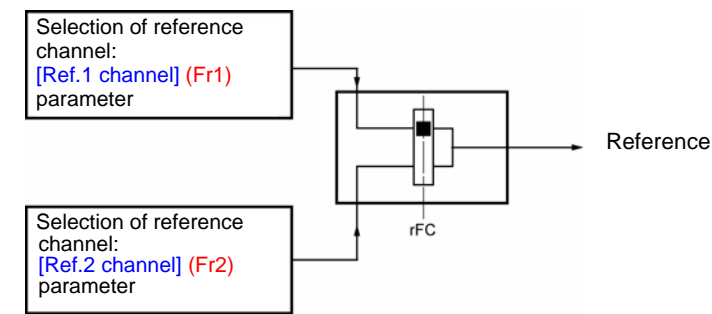 Selection of reference
channel:
[Ref.1 channel] (Fr1)
parameter
Reference
rFC
Selection of reference
channel:
[Ref.2 channel] (Fr2)
parameter